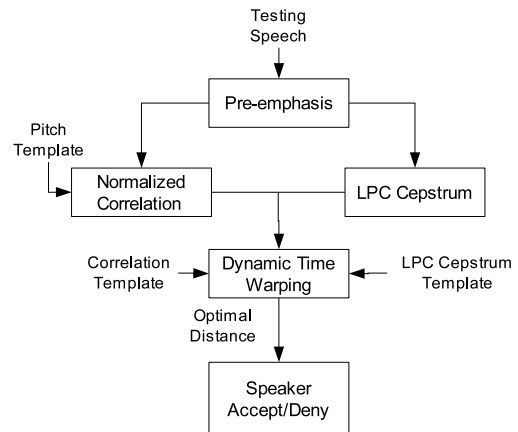 Testing
Speech
Pre-emphasis
Pitch
Template
Normalized
Correlation
LPC Cepstrum
Correlation
Template
Dynamic Time
Warping
LPC Cepstrum
Template
Optimal
Distance
Speaker
Accept/Deny